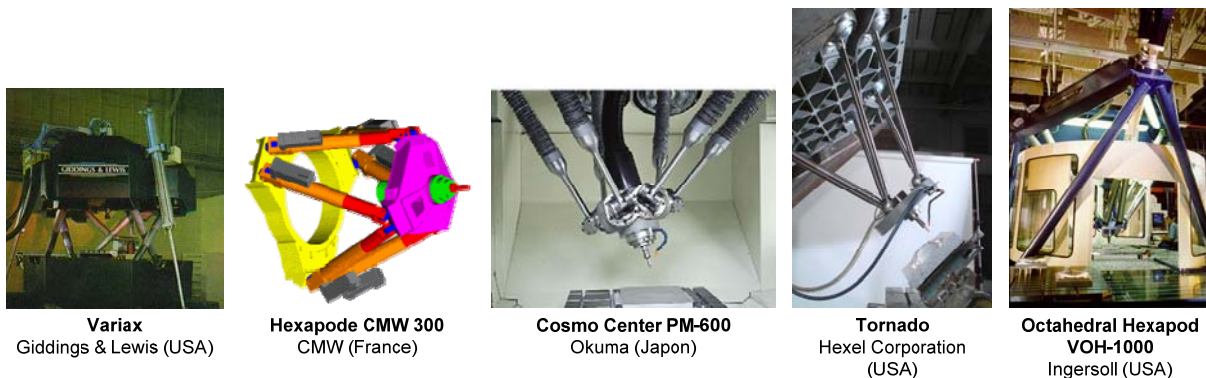 GIDDINGS & LEWIS
Variax
Giddings & Lewis (USA)
Hexapode CMW 300
CMW (France)
Cosmo Center PM-600
Okuma (Japon)
Tornado
Hexel Corporation
(USA)
Octahedral Hexapod
VOH-1000
Ingersoll (USA)